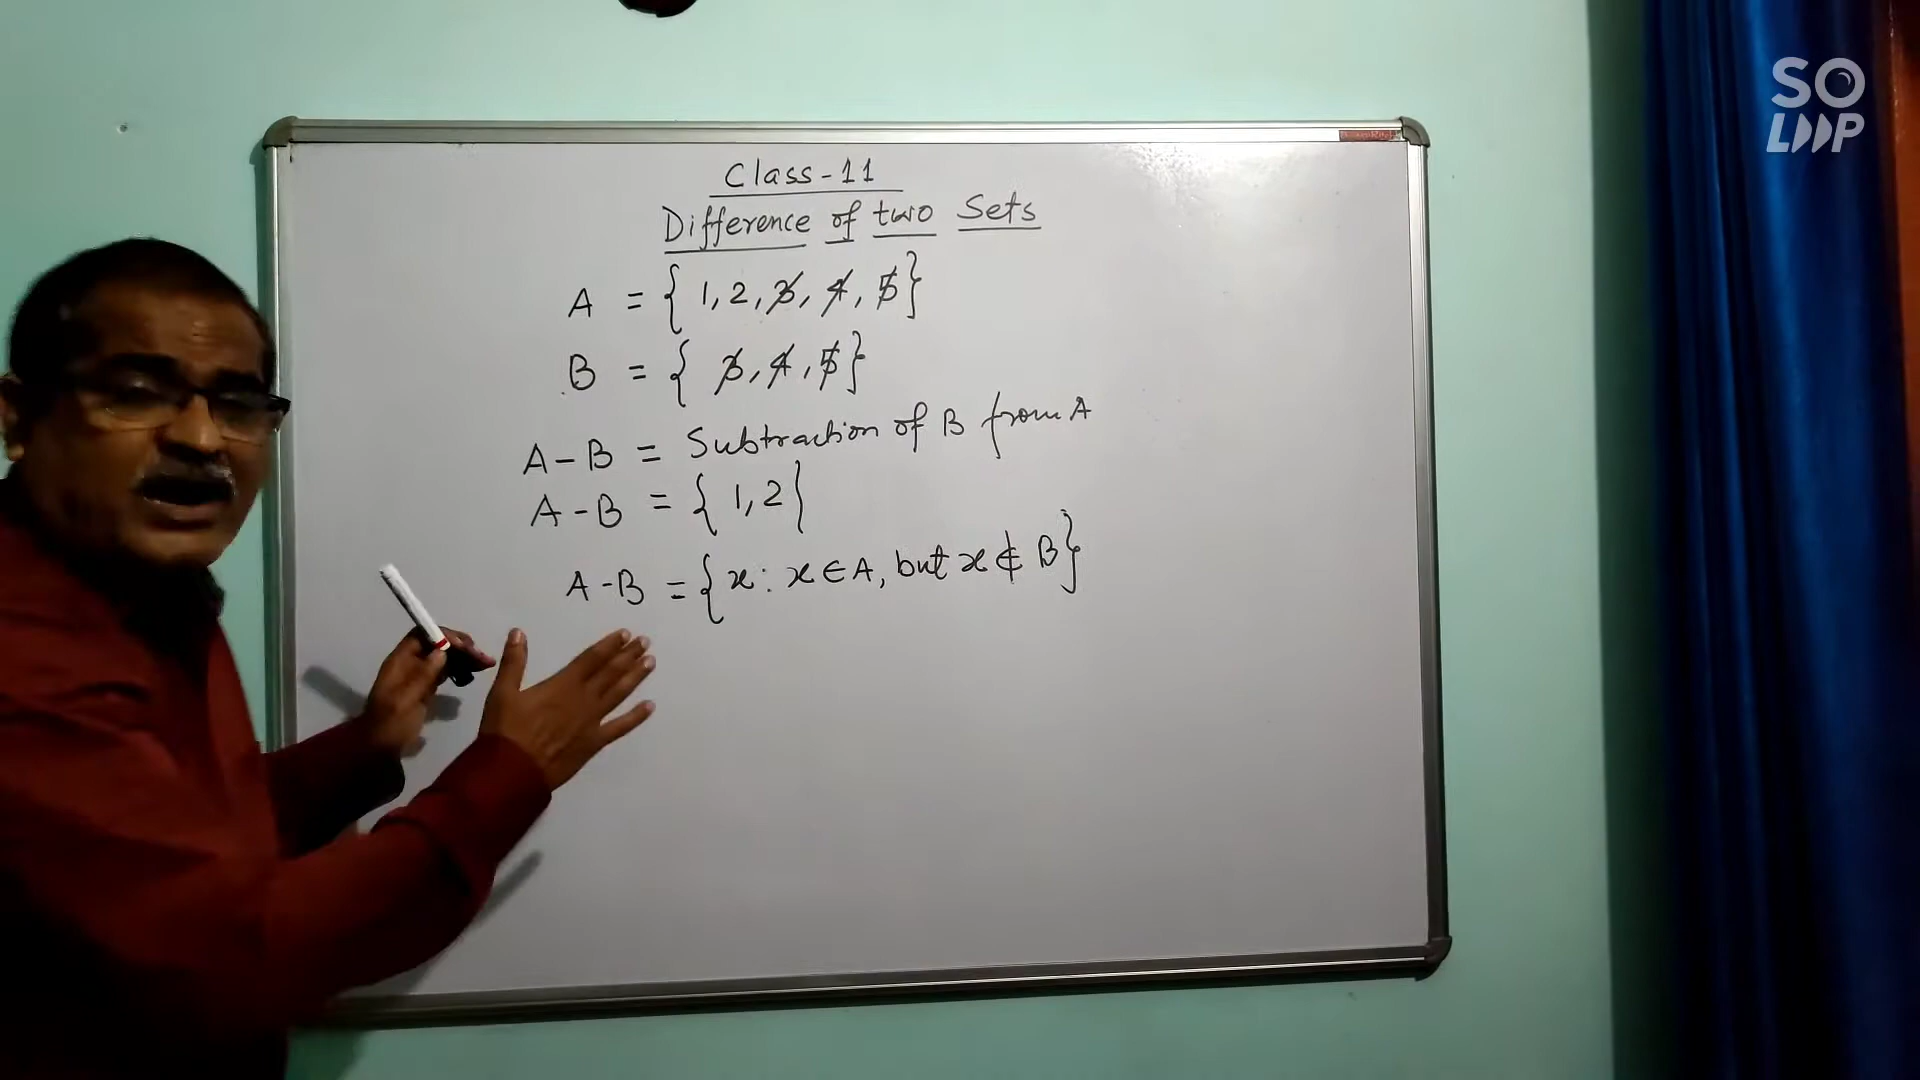 SO
LOOP
Class-11
Difference of two Sets
A = { 1, 2, 3, 4, 5}
B = { 3, 4, 5}
A-B = Subtraction of B from A
A-B = { 1, 2}
A-B = {x: x∈A, but x∉B}